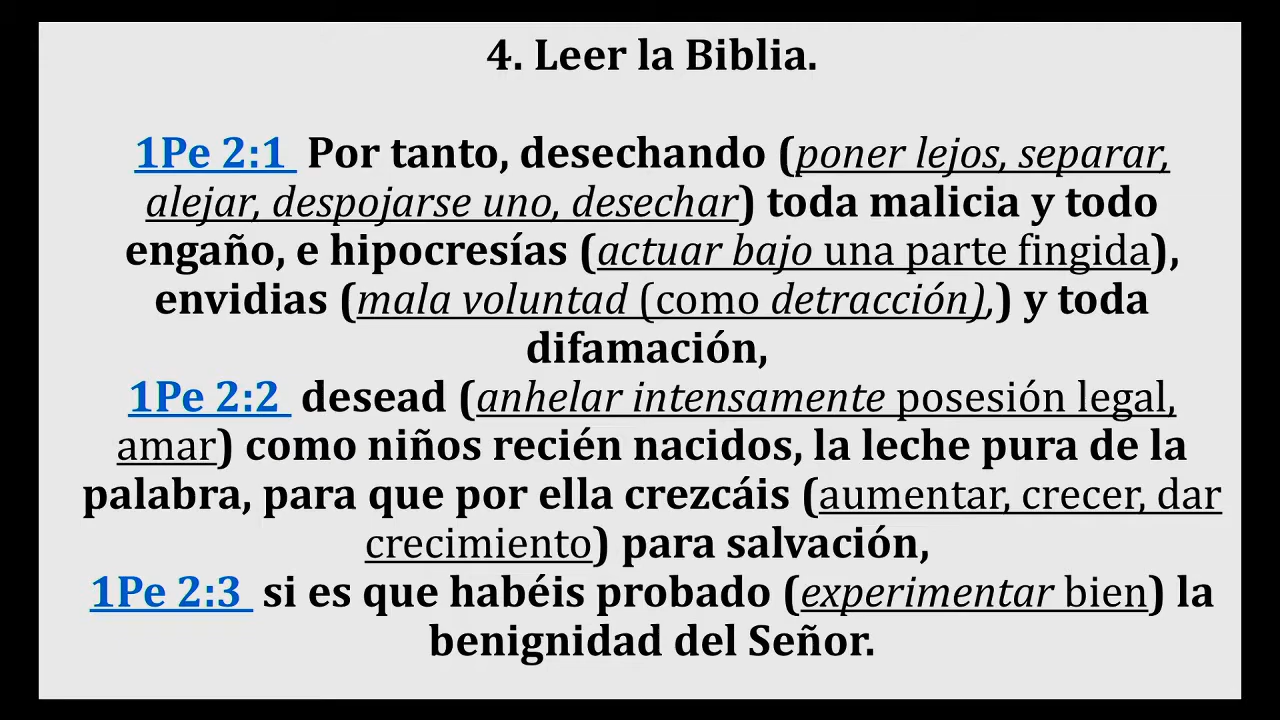 4. Leer la Biblia.
1Pe 2:1 Por tanto, desechando (poner lejos, separar,
alejar, despojarse uno, desechar) toda malicia y todo
engaño, e hipocresías (actuar bajo una parte fingida),
envidias (mala voluntad (como detracción),) y toda
difamación,
1Pe 2:2 desead (anhelar intensamente posesión legal,
amar) como niños recién nacidos, la leche pura de la
palabra, para que por ella crezcáis (aumentar, crecer, dar
crecimiento) para salvación,
1Pe 2:3 si es que habéis probado (experimentar bien) la
benignidad del Señor.